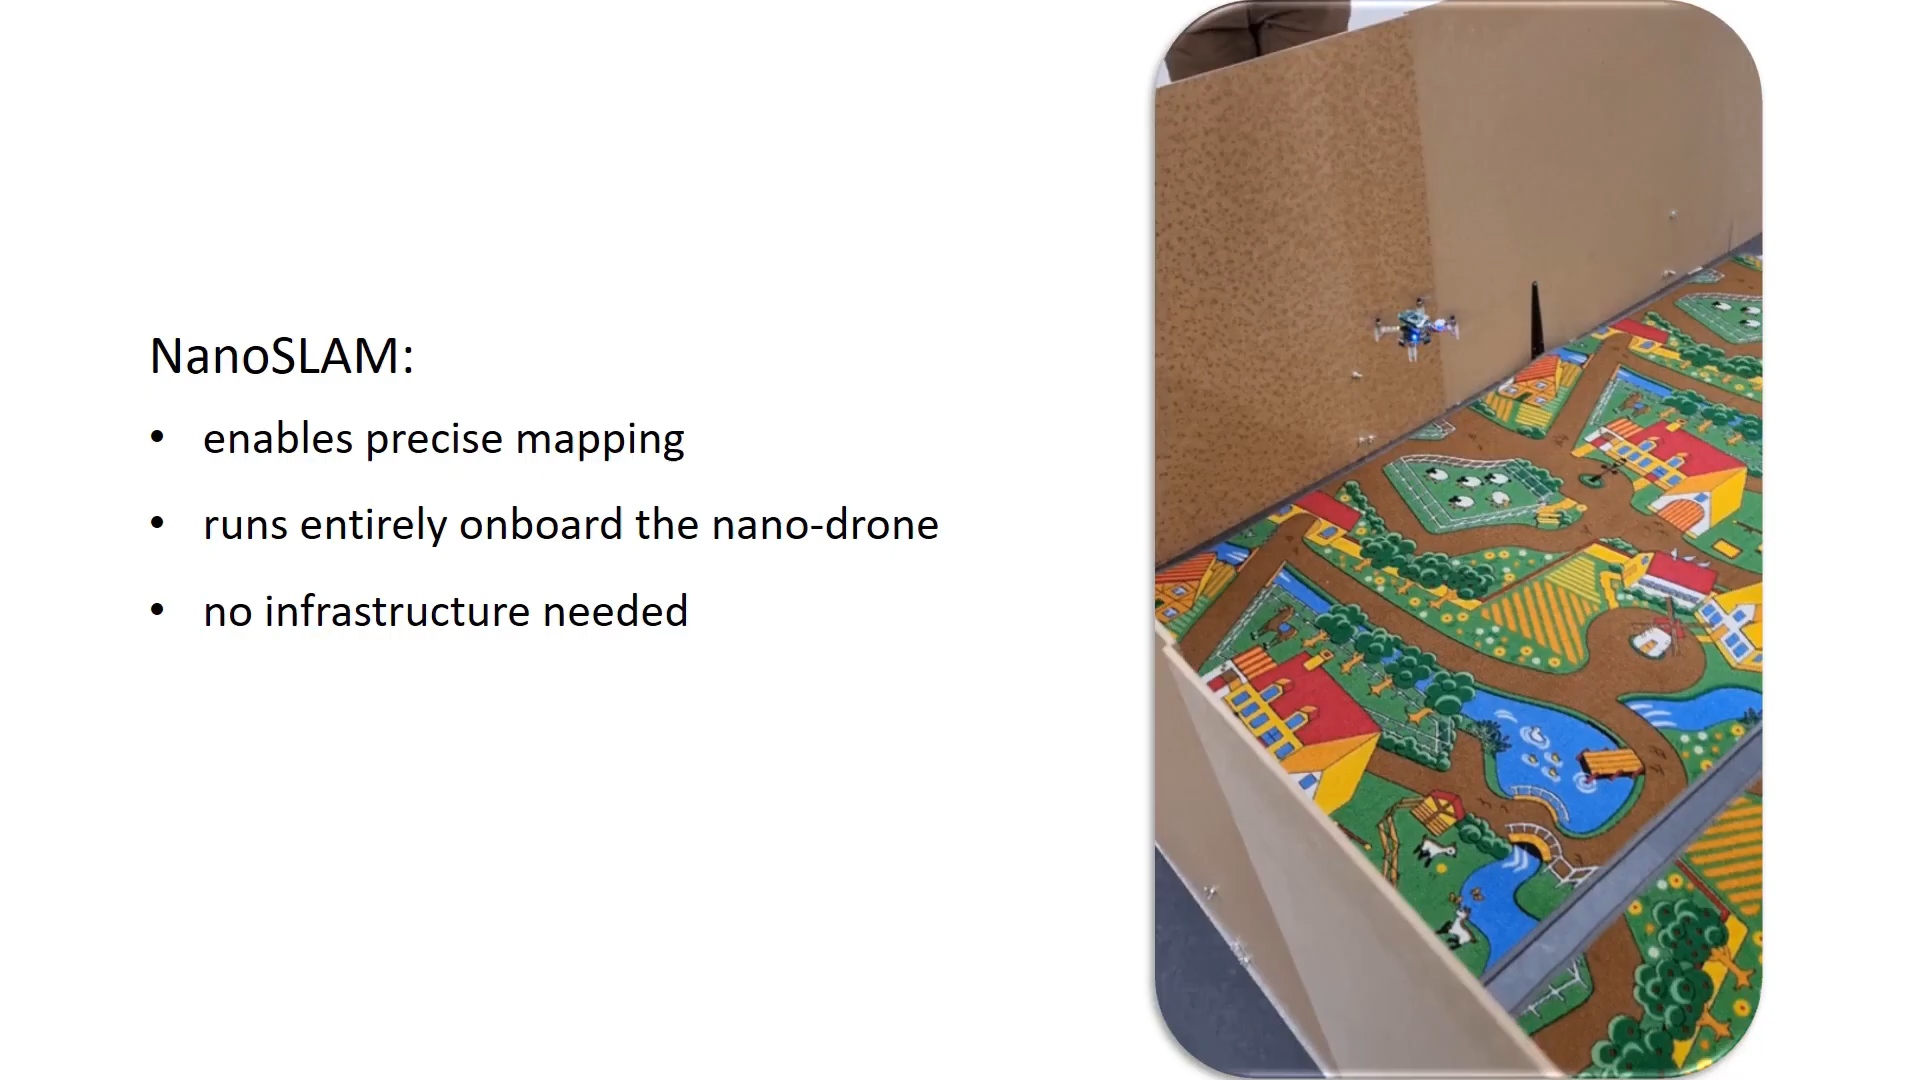 NanoSLAM:
• enables precise mapping
• runs entirely onboard the nano-drone
• no infrastructure needed